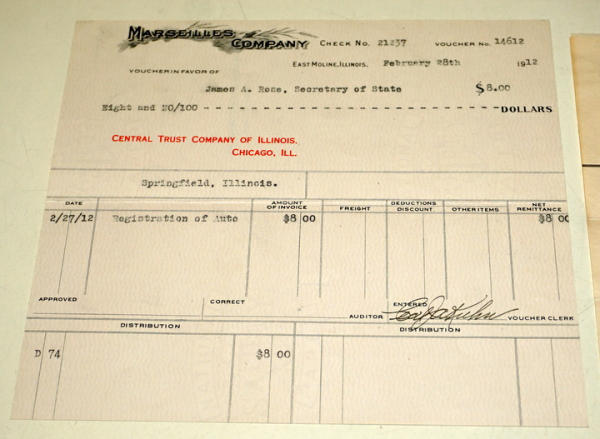 MARSEILLES COMPANY
CHECK NO. 21237 VOUCHER NO. 14612
EAST MOLINE, ILLINOIS. February 28th 1912
VOUCHER IN FAVOR OF
James A. Rose, Secretary of State $8.00
Eight and NO/100 - - - - - - - - - - - - - - - - - - - - - - - - - - - - DOLLARS
CENTRAL TRUST COMPANY OF ILLINOIS.
CHICAGO, ILL.
Springfield, Illinois.
DATE AMOUNT OF INVOICE FREIGHT DEDUCTIONS DISCOUNT OTHER ITEMS NET REMITTANCE
2/27/12 Registration of Auto $8 00 $8 00
APPROVED CORRECT ENTERED
AUDITOR VOUCHER CLERK
DISTRIBUTION DISTRIBUTION
D 74 $8 00